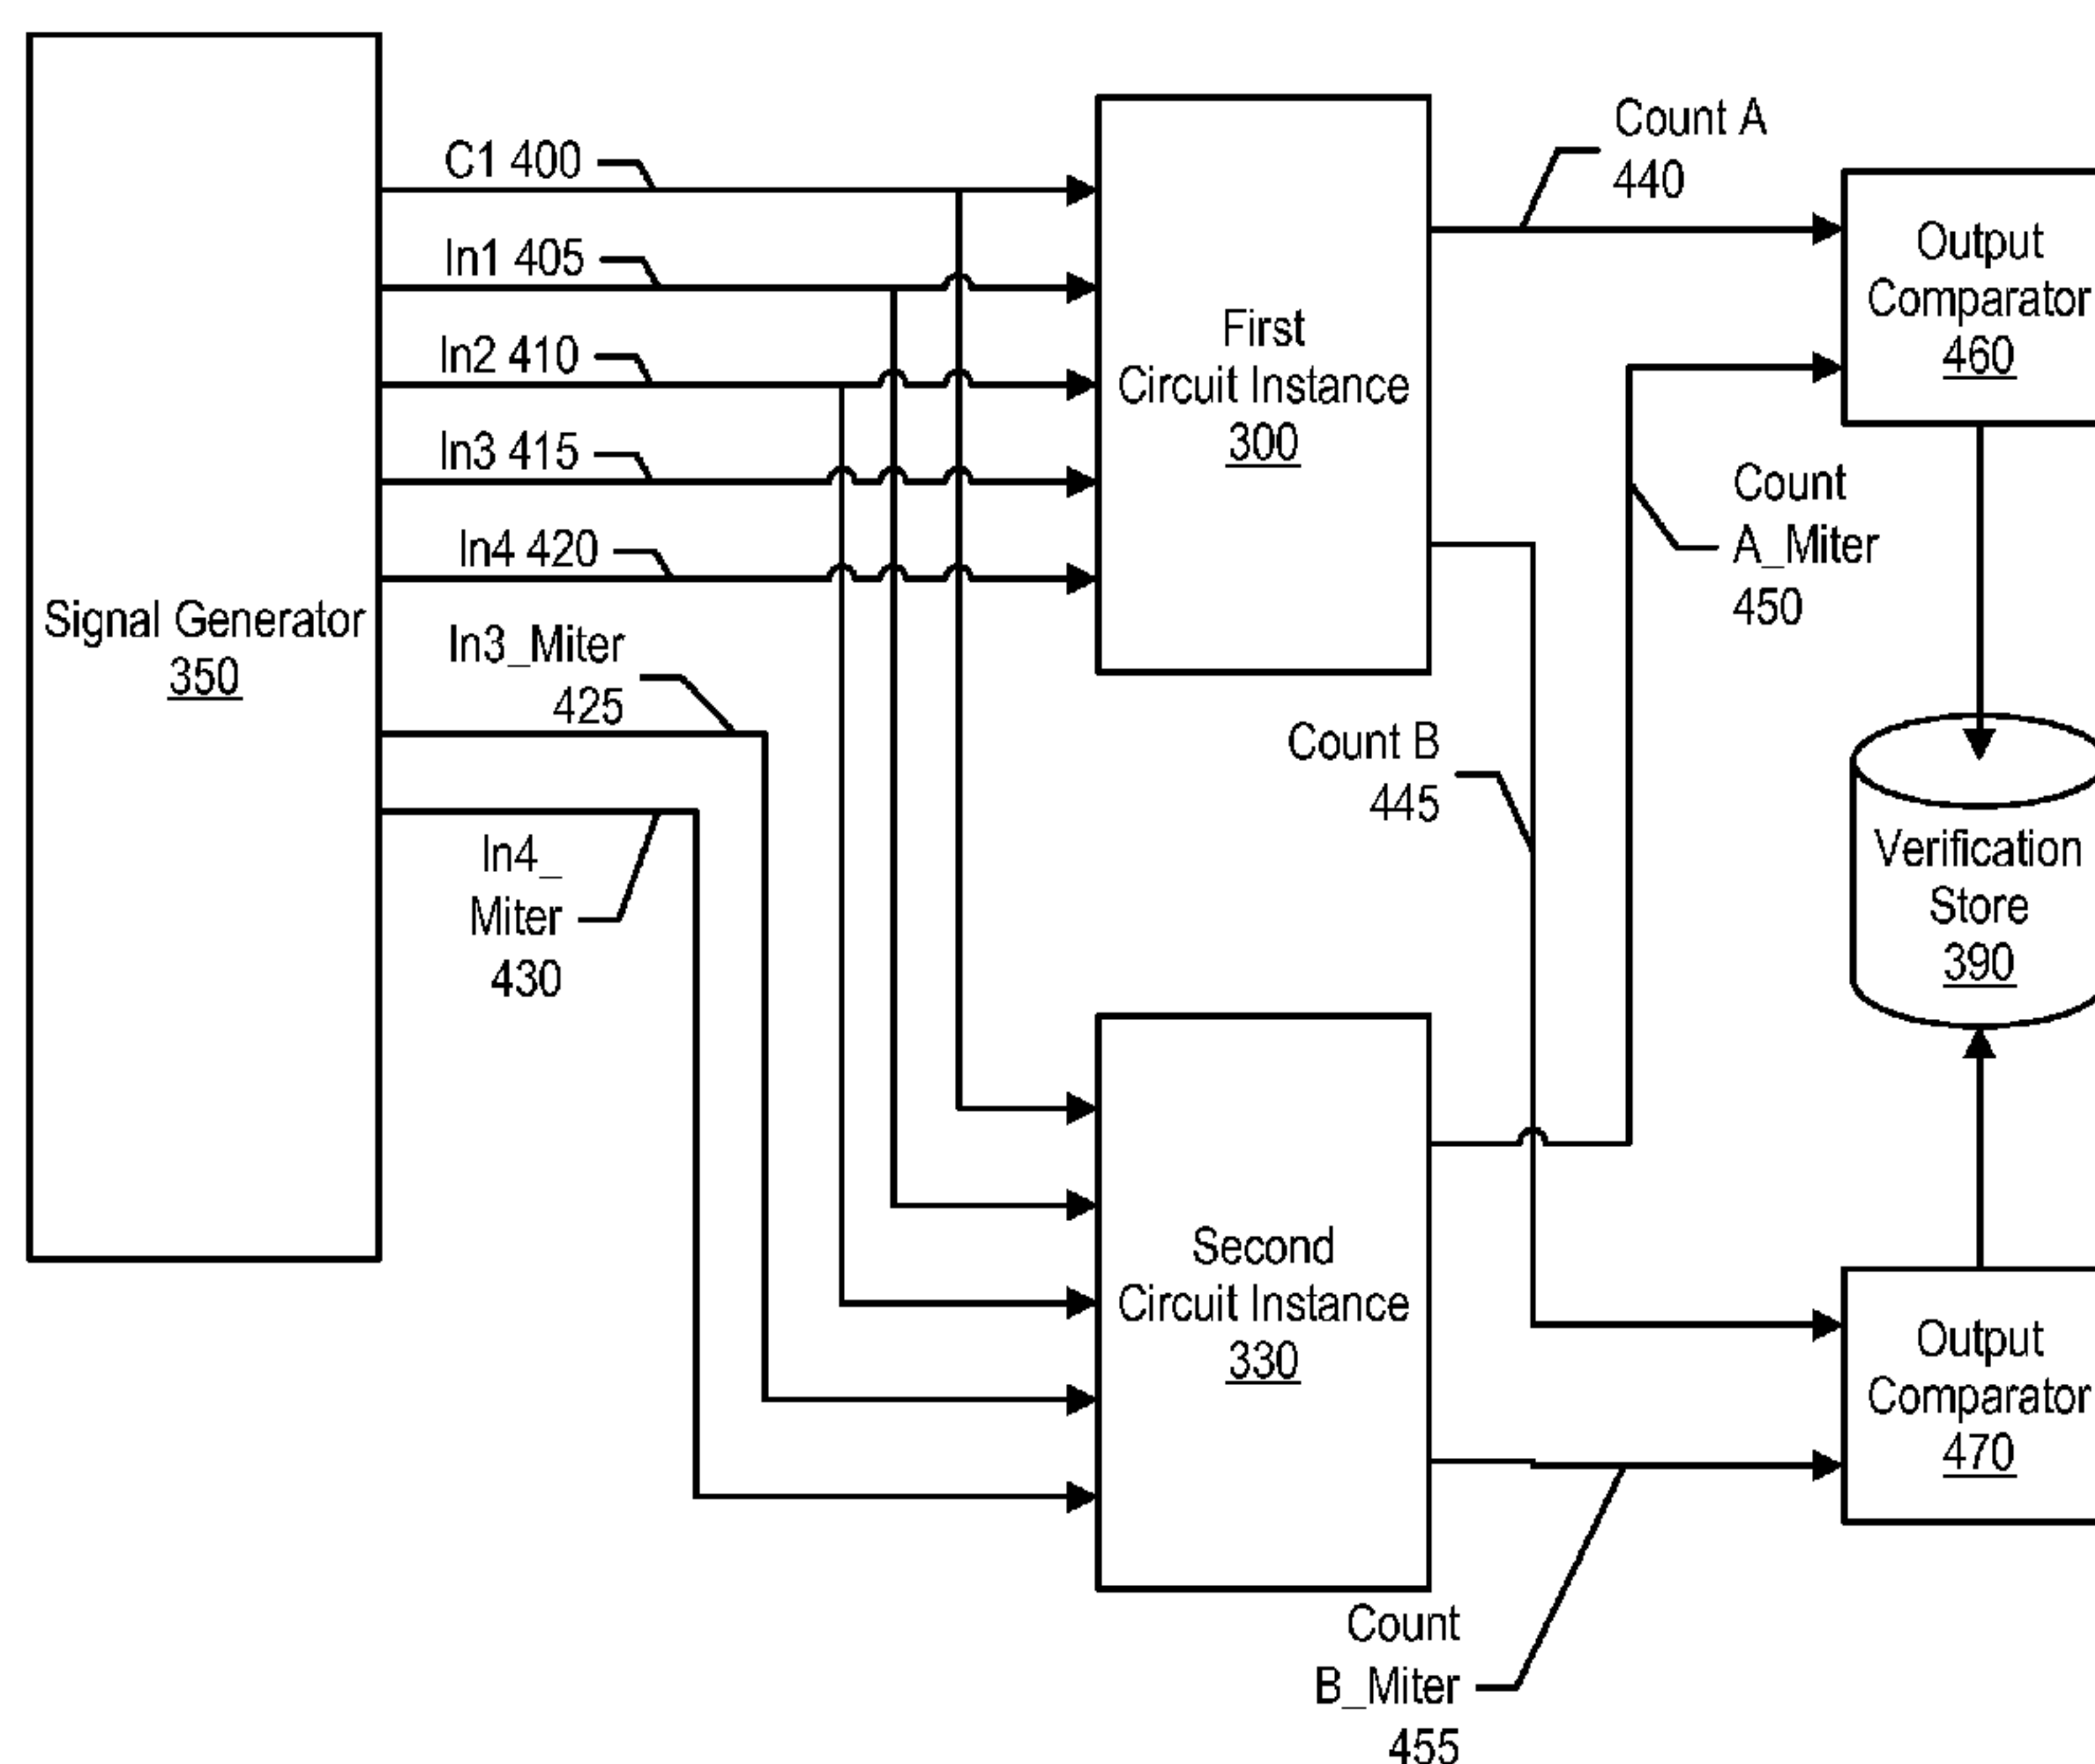 Signal Generator
350
C1 400
In1 405
In2 410
In3 415
In4 420
In3_Miter
425
In4_
Miter
430
First
Circuit Instance
300
Second
Circuit Instance
330
Count A
440
Count B
445
Count
A_Miter
450
Count
B_Miter
455
Output
Comparator
460
Verification
Store
390
Output
Comparator
470